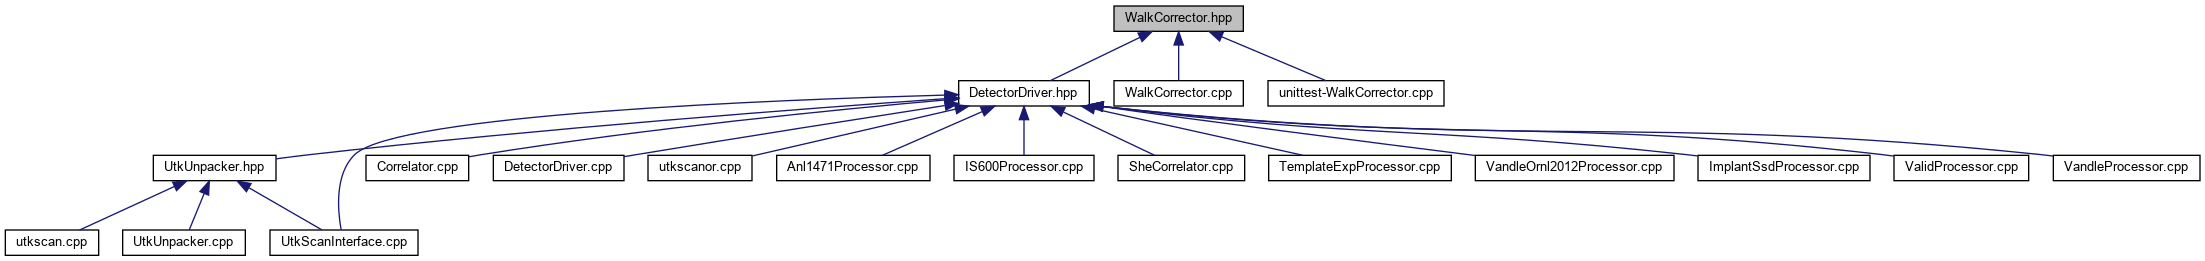 WalkCorrector.hpp
DetectorDriver.hpp
WalkCorrector.cpp
unittest-WalkCorrector.cpp
UtkUnpacker.hpp
Correlator.cpp
DetectorDriver.cpp
utkscanor.cpp
Anl1471Processor.cpp
IS600Processor.cpp
SheCorrelator.cpp
TemplateExpProcessor.cpp
VandleOrnl2012Processor.cpp
ImplantSsdProcessor.cpp
ValidProcessor.cpp
VandleProcessor.cpp
utkscan.cpp
UtkUnpacker.cpp
UtkScanInterface.cpp